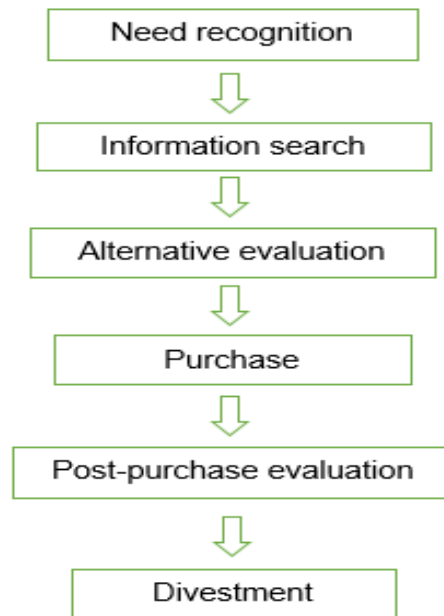 Need recognition
Information search
Alternative evaluation
Purchase
Post-purchase evaluation
Divestment